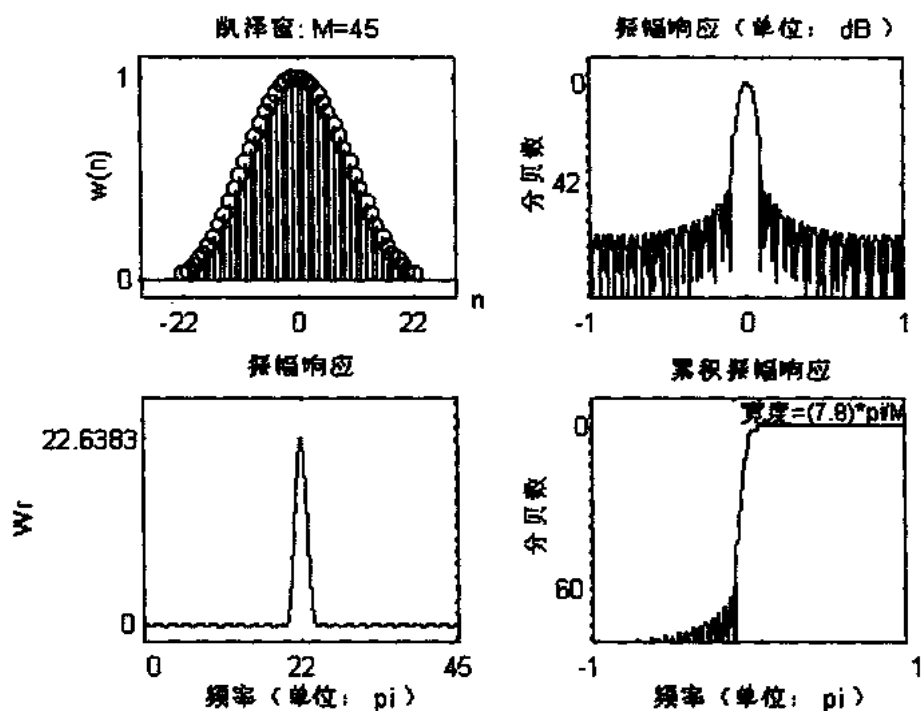 凯泽窗: M=45
1
w(n)
0
-22
0
22
n
振幅响应（单位： dB）
0
分贝数
42
-1
0
1
振幅响应
22.6383
Wr
0
0
22
45
频率（单位： pi）
累积振幅响应
宽度=(7.8)*pi/M
0
分贝数
60
-1
1
频率（单位： pi）